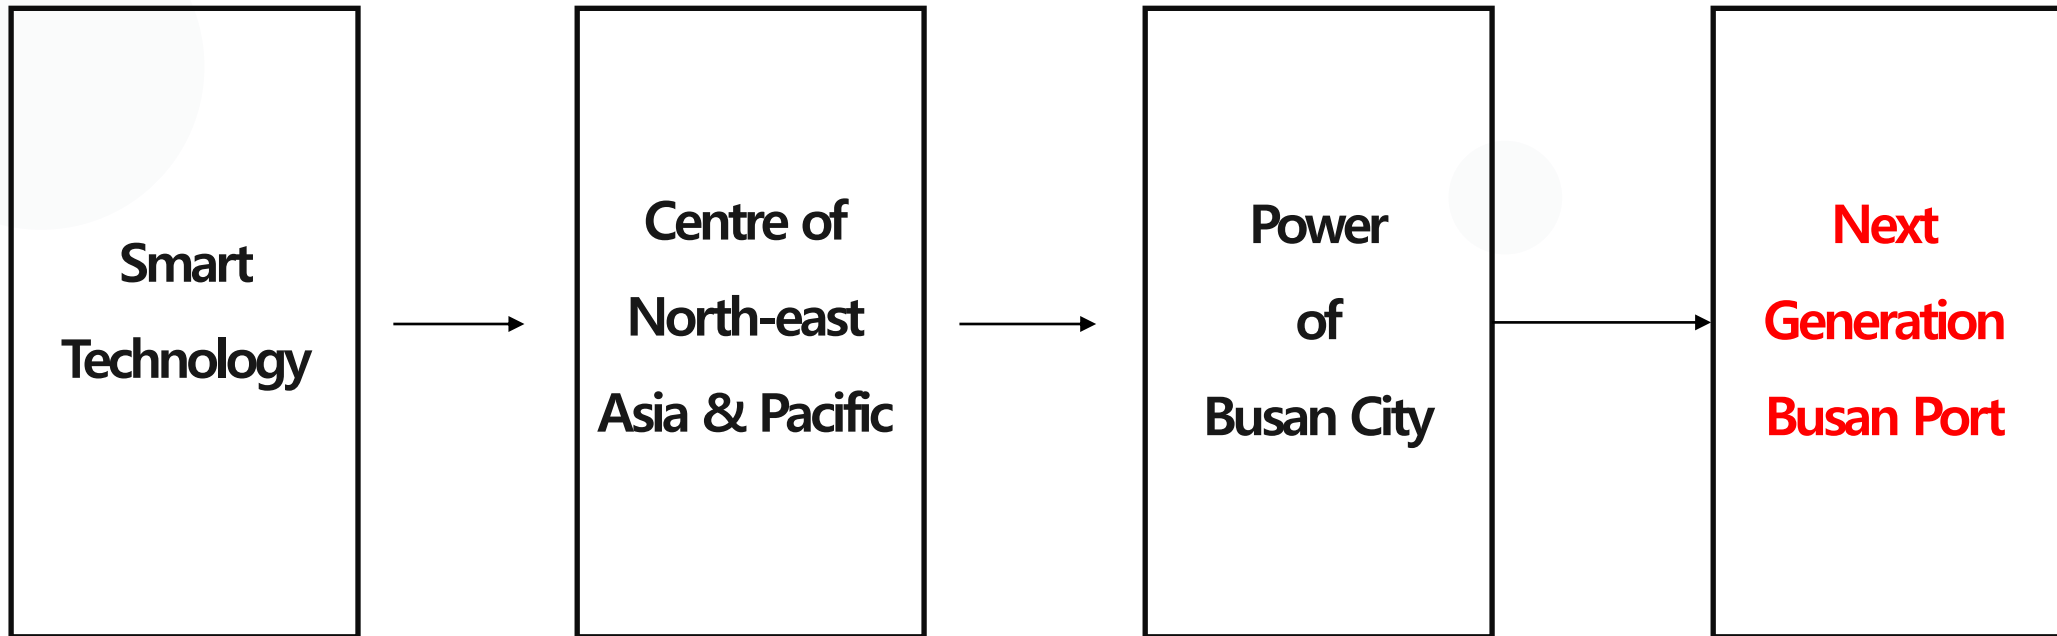 Smart
Technology
Centre of
North-east
Asia & Pacific
Power
of
Busan City
Next
Generation
Busan Port